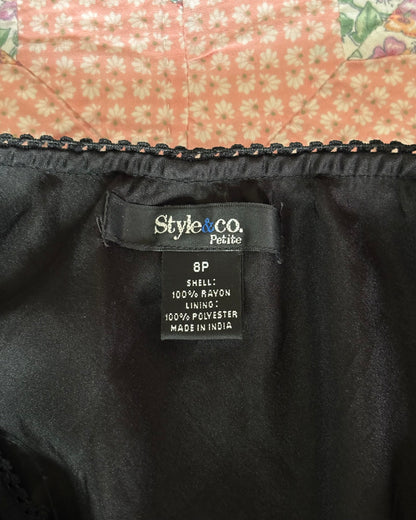 Style&co.
Petite
8P
SHELL:
100% RAYON
LINING:
100% POLYESTER
MADE IN INDIA